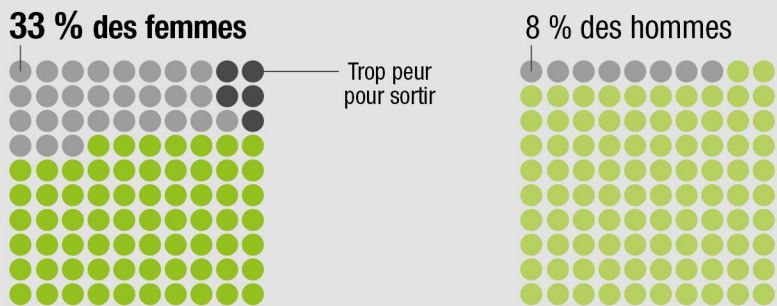 33 % des femmes
8 % des hommes
Trop peur
pour sortir